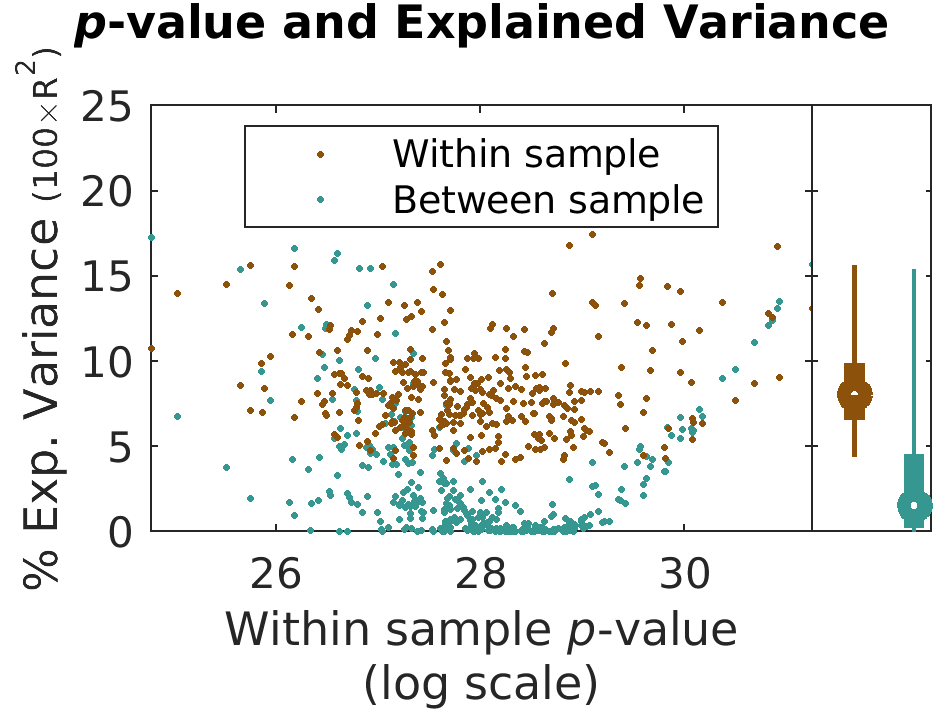 p-value and Explained Variance
% Exp. Variance (100×R²)
25
20
15
10
5
0
Within sample
Between sample
26 28 30
Within sample p-value
(log scale)